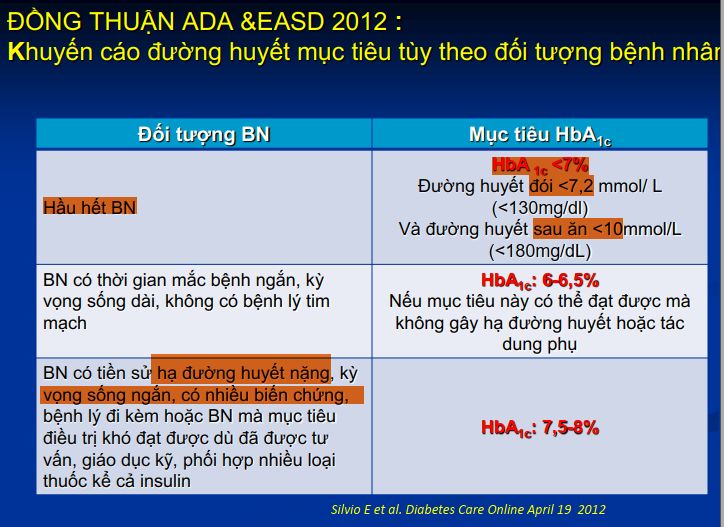 ĐỒNG THUẬN ADA &EASD 2012 :
Khuyến cáo đường huyết mục tiêu tùy theo đối tượng bệnh nhân
Đối tượng BN
Mục tiêu HbA1c
Hầu hết BN
HbA 1c <7%
Đường huyết đói <7,2 mmol/ L
(<130mg/dl)
Và đường huyết sau ăn <10mmol/L
(<180mg/dL)
BN có thời gian mắc bệnh ngắn, kỳ
vọng sống dài, không có bệnh lý tim
mạch
HbA1c: 6-6,5%
Nếu mục tiêu này có thể đạt được mà
không gây hạ đường huyết hoặc tác
dung phụ
BN có tiền sử hạ đường huyết nặng, kỳ
vọng sống ngắn, có nhiều biến chứng,
bệnh lý đi kèm hoặc BN mà mục tiêu
điều trị khó đạt được dù đã được tư
vấn, giáo dục kỹ, phối hợp nhiều loại
thuốc kể cả insulin
HbA1c: 7,5-8%
Silvio E et al. Diabetes Care Online April 19 2012